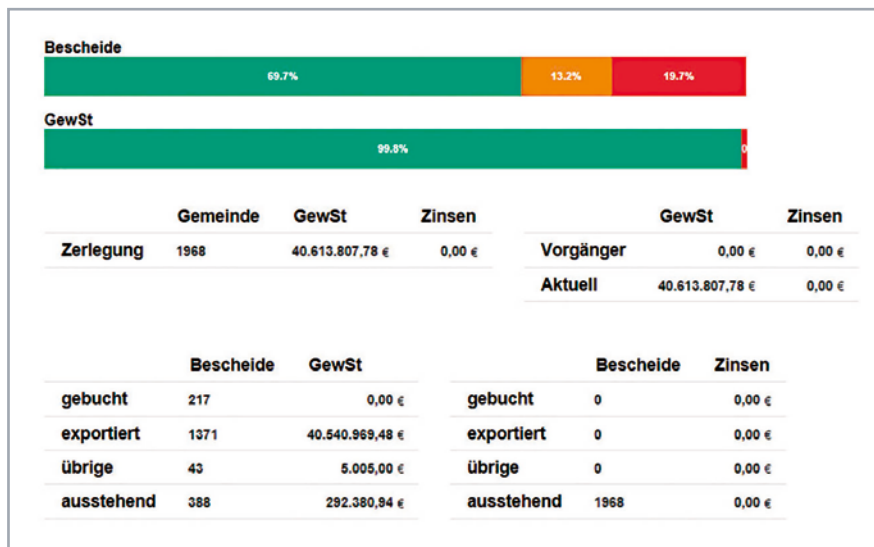 Bescheide
69.7% 13.2% 19.7%
GewSt
99.8% 0
Gemeinde GewSt Zinsen
Zerlegung 1968 40.613.807,78 € 0,00 €
GewSt Zinsen
Vorgänger 0,00 € 0,00 €
Aktuell 40.613.807,78 € 0,00 €
Bescheide GewSt
gebucht 217 0,00 €
exportiert 1371 40.540.969,48 €
übrige 43 5.005,00 €
ausstehend 388 292.380,94 €
Bescheide Zinsen
gebucht 0 0,00 €
exportiert 0 0,00 €
übrige 0 0,00 €
ausstehend 1968 0,00 €